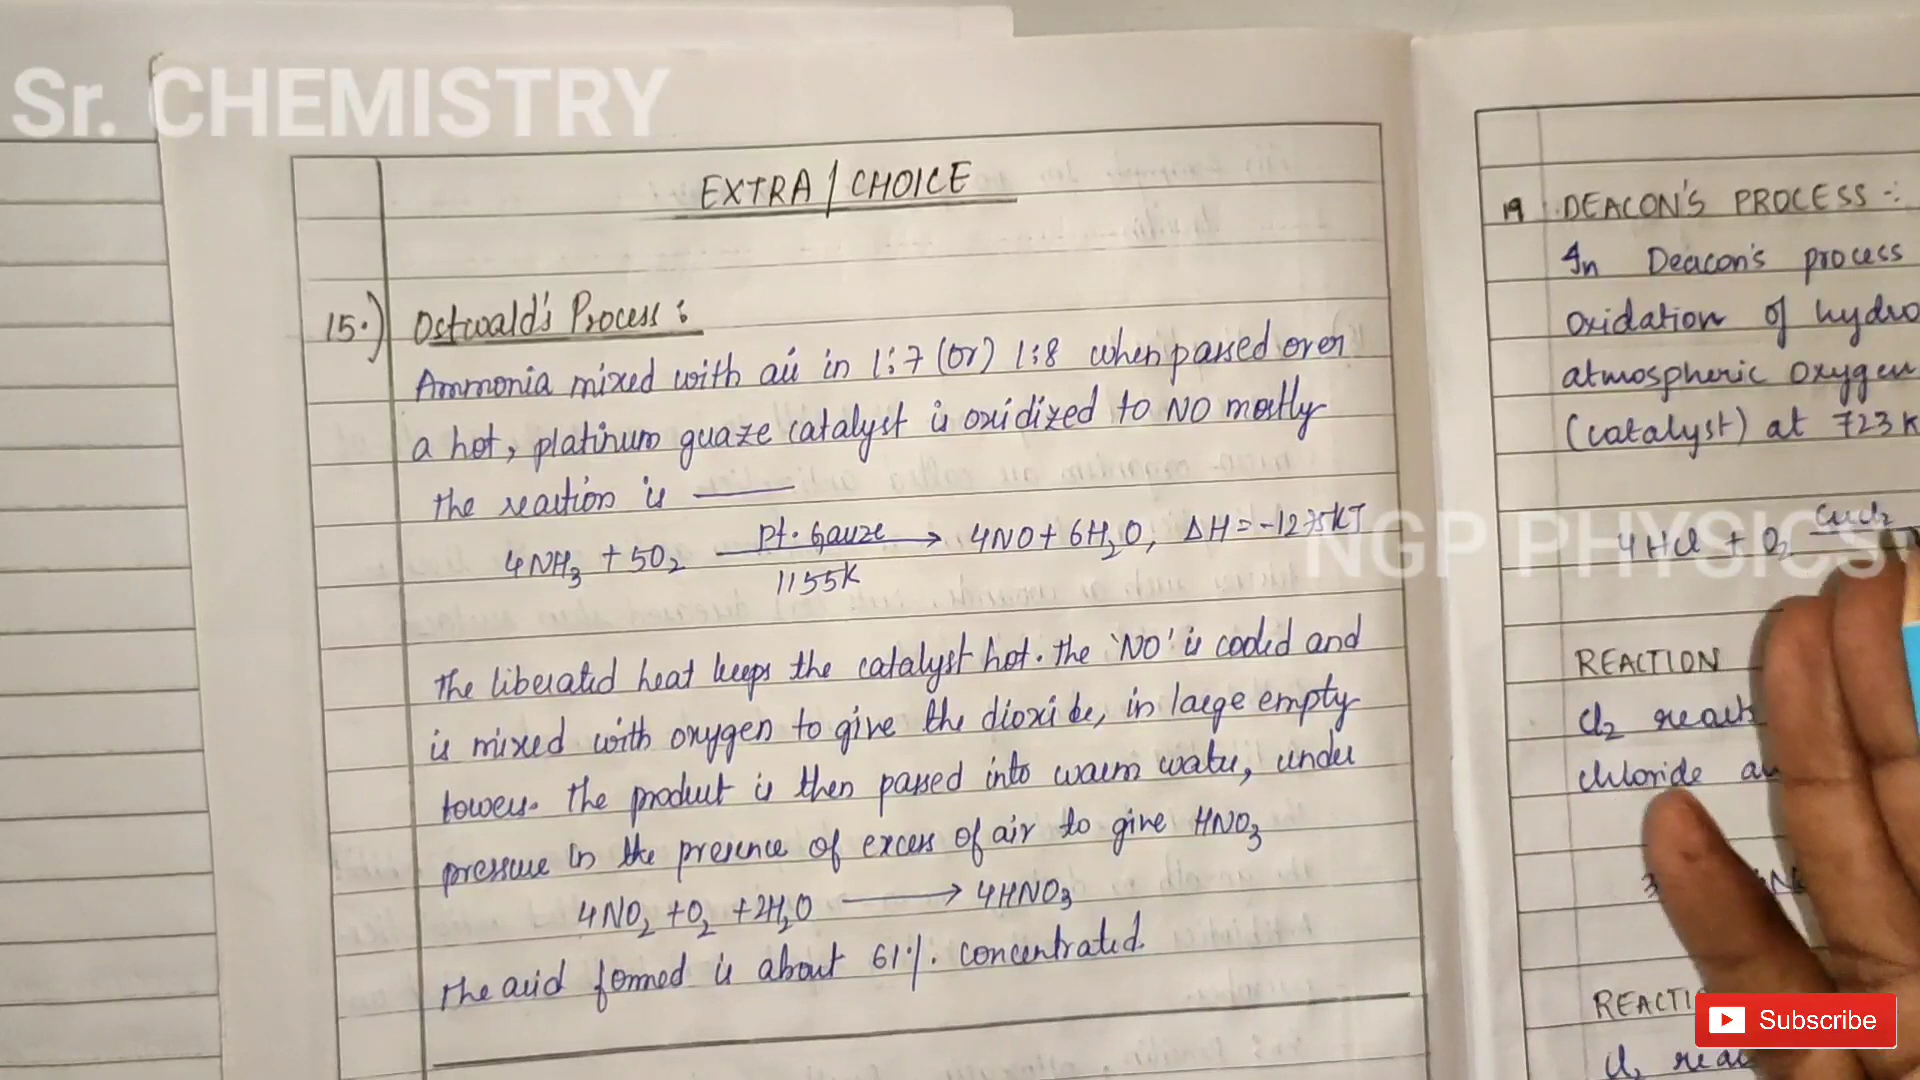 Sr. CHEMISTRY
EXTRA / CHOICE
15.) Ostwald's Process :
Ammonia mixed with air in 1:7 (or) 1:8 when passed over
a hot, platinum guaze catalyst is oxidized to NO mostly
the reaction is
4NH₃ + 5O₂ Pt. Gauze → 4NO + 6H₂O, ΔH = -1275KJ
1155K
The liberated heat keeps the catalyst hot. the 'NO' is cooled and
is mixed with oxygen to give the dioxide, in large empty
towers. the product is then passed into warm water, under
pressure in the presence of excess of air to give HNO₃
4NO₂ + O₂ + 2H₂O → 4HNO₃
the acid formed is about 61%. concentrated.
19 DEACON'S PROCESS :-
In Deacon's process
oxidation of hydro
atmospheric oxygen
(catalyst) at 723K
4HCl + O₂ CuCl₂
NGP PHYSICS
REACTION
Cl₂ react
chloride
REACTI
Cl₂ reac
Subscribe